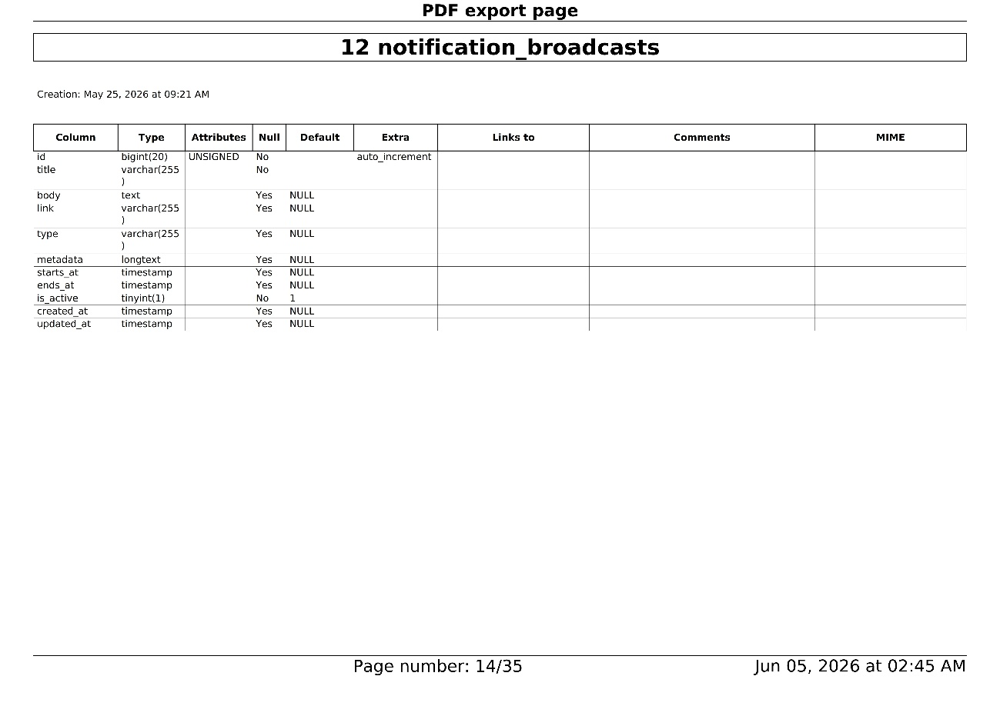 PDF export page
12 notification_broadcasts
Creation: May 25, 2026 at 09:21 AM
Column Type Attributes Null Default Extra Links to Comments MIME
id bigint(20) UNSIGNED No auto_increment
title varchar(255 No
)
body text Yes NULL
link varchar(255 Yes NULL
)
type varchar(255 Yes NULL
)
metadata longtext Yes NULL
starts_at timestamp Yes NULL
ends_at timestamp Yes NULL
is_active tinyint(1) No 1
created_at timestamp Yes NULL
updated_at timestamp Yes NULL
Page number: 14/35 Jun 05, 2026 at 02:45 AM